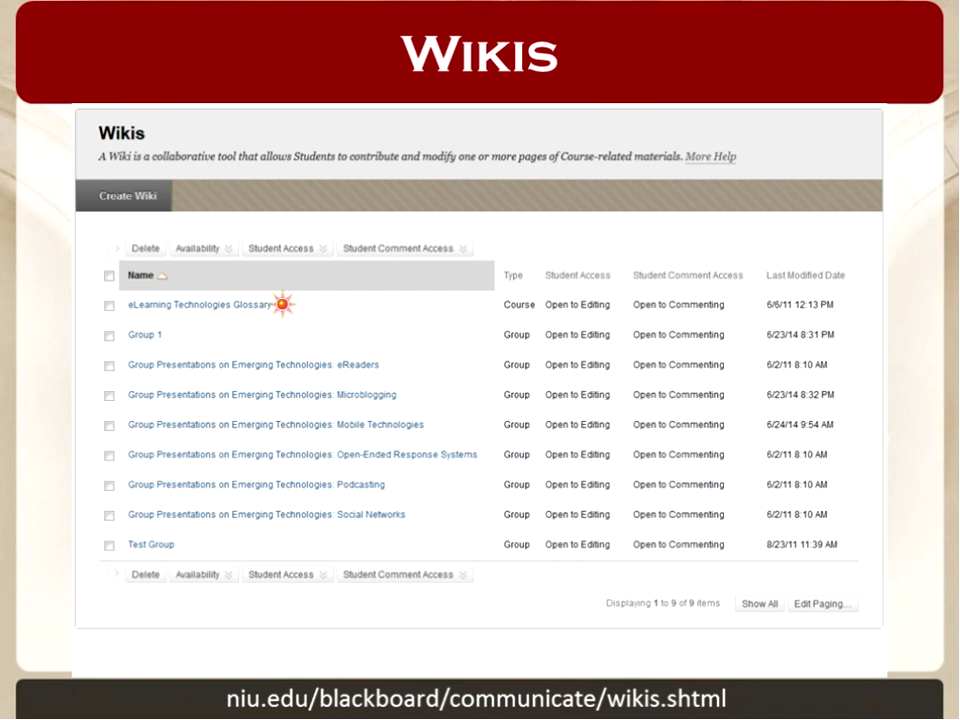 Wikis
Wikis
A Wiki is a collaborative tool that allows Students to contribute and modify one or more pages of Course-related materials. More Help
Create Wiki
Delete Availability Student Access Student Comment Access
Name Type Student Access Student Comment Access Last Modified Date
eLearning Technologies Glossary Course Open to Editing Open to Commenting 6/6/11 12:13 PM
Group 1 Group Open to Editing Open to Commenting 6/23/14 8:31 PM
Group Presentations on Emerging Technologies: eReaders Group Open to Editing Open to Commenting 6/2/11 8:10 AM
Group Presentations on Emerging Technologies: Microblogging Group Open to Editing Open to Commenting 6/23/14 8:32 PM
Group Presentations on Emerging Technologies: Mobile Technologies Group Open to Editing Open to Commenting 6/24/14 9:54 AM
Group Presentations on Emerging Technologies: Open-Ended Response Systems Group Open to Editing Open to Commenting 6/2/11 8:10 AM
Group Presentations on Emerging Technologies: Podcasting Group Open to Editing Open to Commenting 6/2/11 8:10 AM
Group Presentations on Emerging Technologies: Social Networks Group Open to Editing Open to Commenting 6/2/11 8:10 AM
Test Group Group Open to Editing Open to Commenting 8/23/11 11:39 AM
Delete Availability Student Access Student Comment Access
Displaying 1 to 9 of 9 items Show All Edit Paging...
niu.edu/blackboard/communicate/wikis.shtml